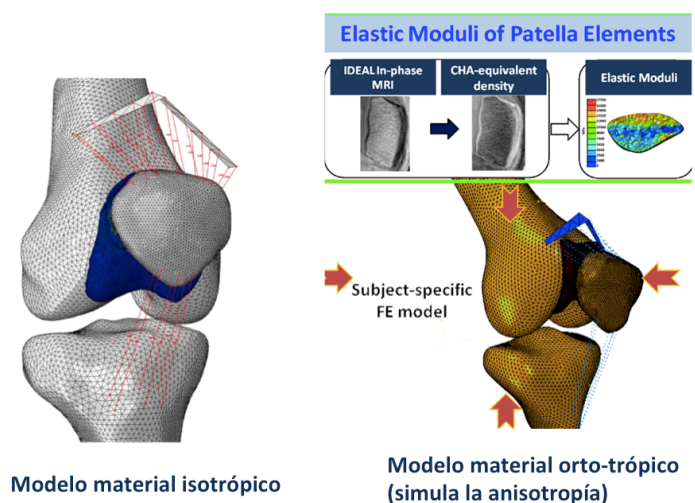 Elastic Moduli of Patella Elements
IDEAL In-phase
MRI
CHA-equivalent
density
Elastic Moduli
Subject-specific
FE model
Modelo material isotrópico
Modelo material orto-trópico
(simula la anisotropía)